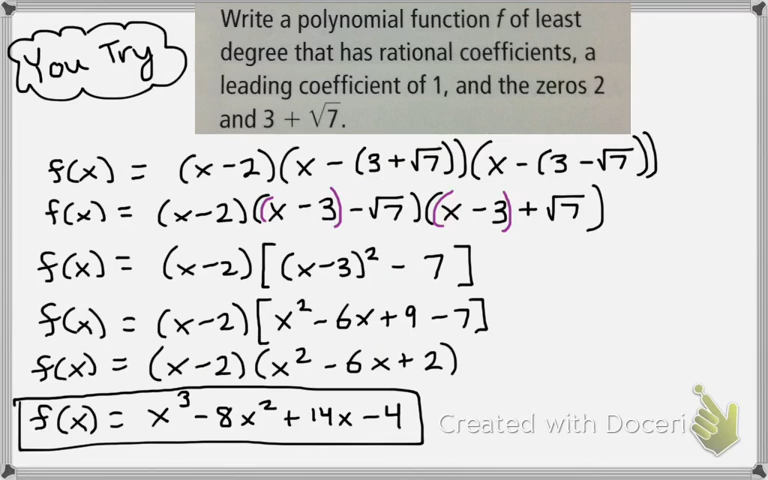 You Try
Write a polynomial function f of least
degree that has rational coefficients, a
leading coefficient of 1, and the zeros 2
and 3 + √7.
f(x) = (x-2)(x - (3+√7))(x - (3-√7))
f(x) = (x-2)((x-3)-√7)((x-3)+√7)
f(x) = (x-2)[(x-3)² - 7]
f(x) = (x-2)[x² - 6x + 9 - 7]
f(x) = (x-2)(x² - 6x + 2)
f(x) = x³ - 8x² + 14x - 4
Created with Doceri